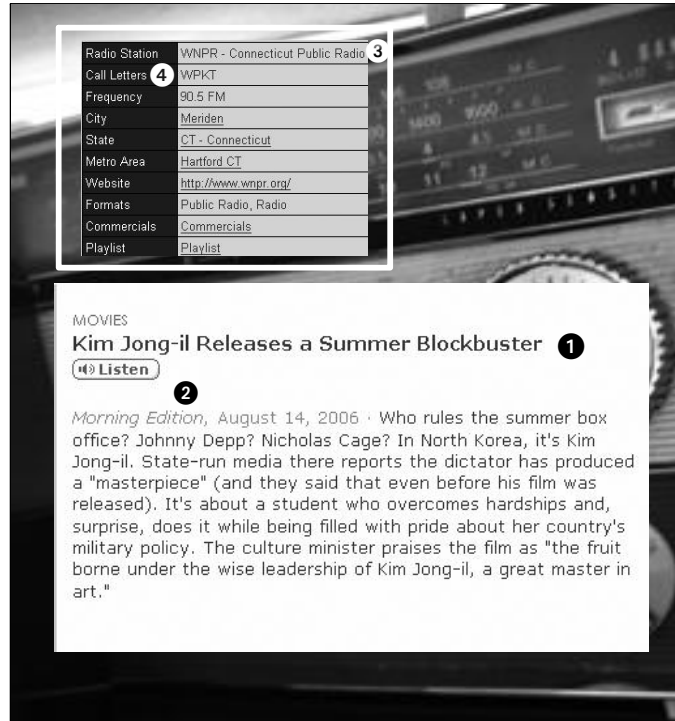 Radio Station WNPR - Connecticut Public Radio 3
Call Letters 4 WPKT
Frequency 90.5 FM
City Meriden
State CT - Connecticut
Metro Area Hartford CT
Website http://www.wnpr.org/
Formats Public Radio, Radio
Commercials Commercials
Playlist Playlist
MOVIES
Kim Jong-il Releases a Summer Blockbuster 1
Listen
2
Morning Edition, August 14, 2006 · Who rules the summer box
office? Johnny Depp? Nicholas Cage? In North Korea, it's Kim
Jong-il. State-run media there reports the dictator has produced
a "masterpiece" (and they said that even before his film was
released). It's about a student who overcomes hardships and,
surprise, does it while being filled with pride about her country's
military policy. The culture minister praises the film as "the fruit
borne under the wise leadership of Kim Jong-il, a great master in
art."